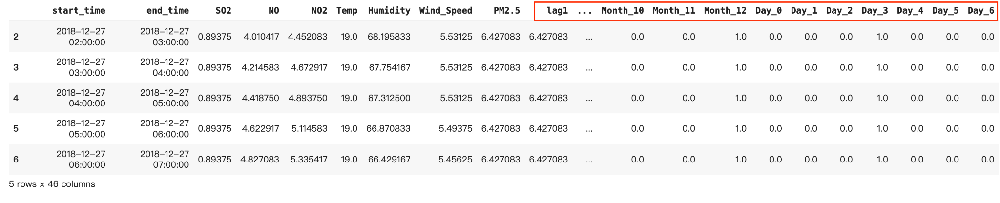 start_time end_time SO2 NO NO2 Temp Humidity Wind_Speed PM2.5 lag1 ... Month_10 Month_11 Month_12 Day_0 Day_1 Day_2 Day_3 Day_4 Day_5 Day_6
2 2018-12-27 02:00:00 2018-12-27 03:00:00 0.89375 4.010417 4.452083 19.0 68.195833 5.53125 6.427083 6.427083 ... 0.0 0.0 1.0 0.0 0.0 0.0 1.0 0.0 0.0 0.0
3 2018-12-27 03:00:00 2018-12-27 04:00:00 0.89375 4.214583 4.672917 19.0 67.754167 5.53125 6.427083 6.427083 ... 0.0 0.0 1.0 0.0 0.0 0.0 1.0 0.0 0.0 0.0
4 2018-12-27 04:00:00 2018-12-27 05:00:00 0.89375 4.418750 4.893750 19.0 67.312500 5.53125 6.427083 6.427083 ... 0.0 0.0 1.0 0.0 0.0 0.0 1.0 0.0 0.0 0.0
5 2018-12-27 05:00:00 2018-12-27 06:00:00 0.89375 4.622917 5.114583 19.0 66.870833 5.49375 6.427083 6.427083 ... 0.0 0.0 1.0 0.0 0.0 0.0 1.0 0.0 0.0 0.0
6 2018-12-27 06:00:00 2018-12-27 07:00:00 0.89375 4.827083 5.335417 19.0 66.429167 5.45625 6.427083 6.427083 ... 0.0 0.0 1.0 0.0 0.0 0.0 1.0 0.0 0.0 0.0
5 rows × 46 columns